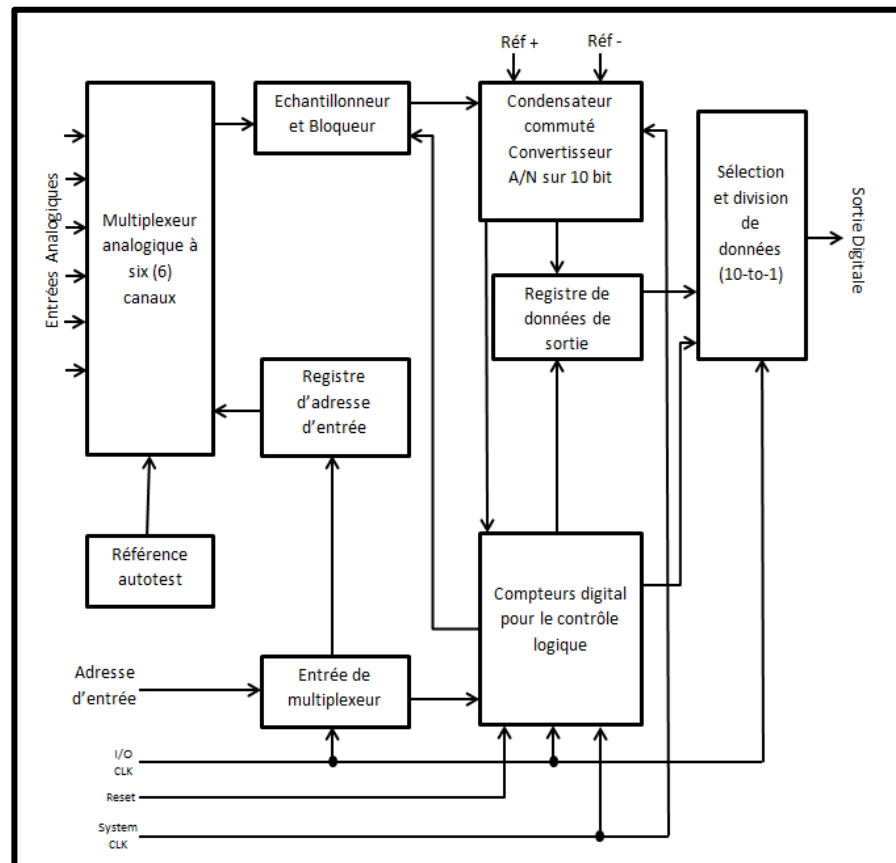 Réf +
Réf -
Entrées Analogiques
Multiplexeur
analogique à
six (6)
canaux
Echantillonneur
et Bloqueur
Condensateur
commuté
Convertisseur
A/N sur 10 bit
Sélection
et division
de
données
(10-to-1)
Sortie Digitale
Registre de
données de
sortie
Registre
d’adresse
d’entrée
Référence
autotest
Compteurs digital
pour le contrôle
logique
Adresse
d’entrée
Entrée de
multiplexeur
I/O
CLK
Reset
System
CLK